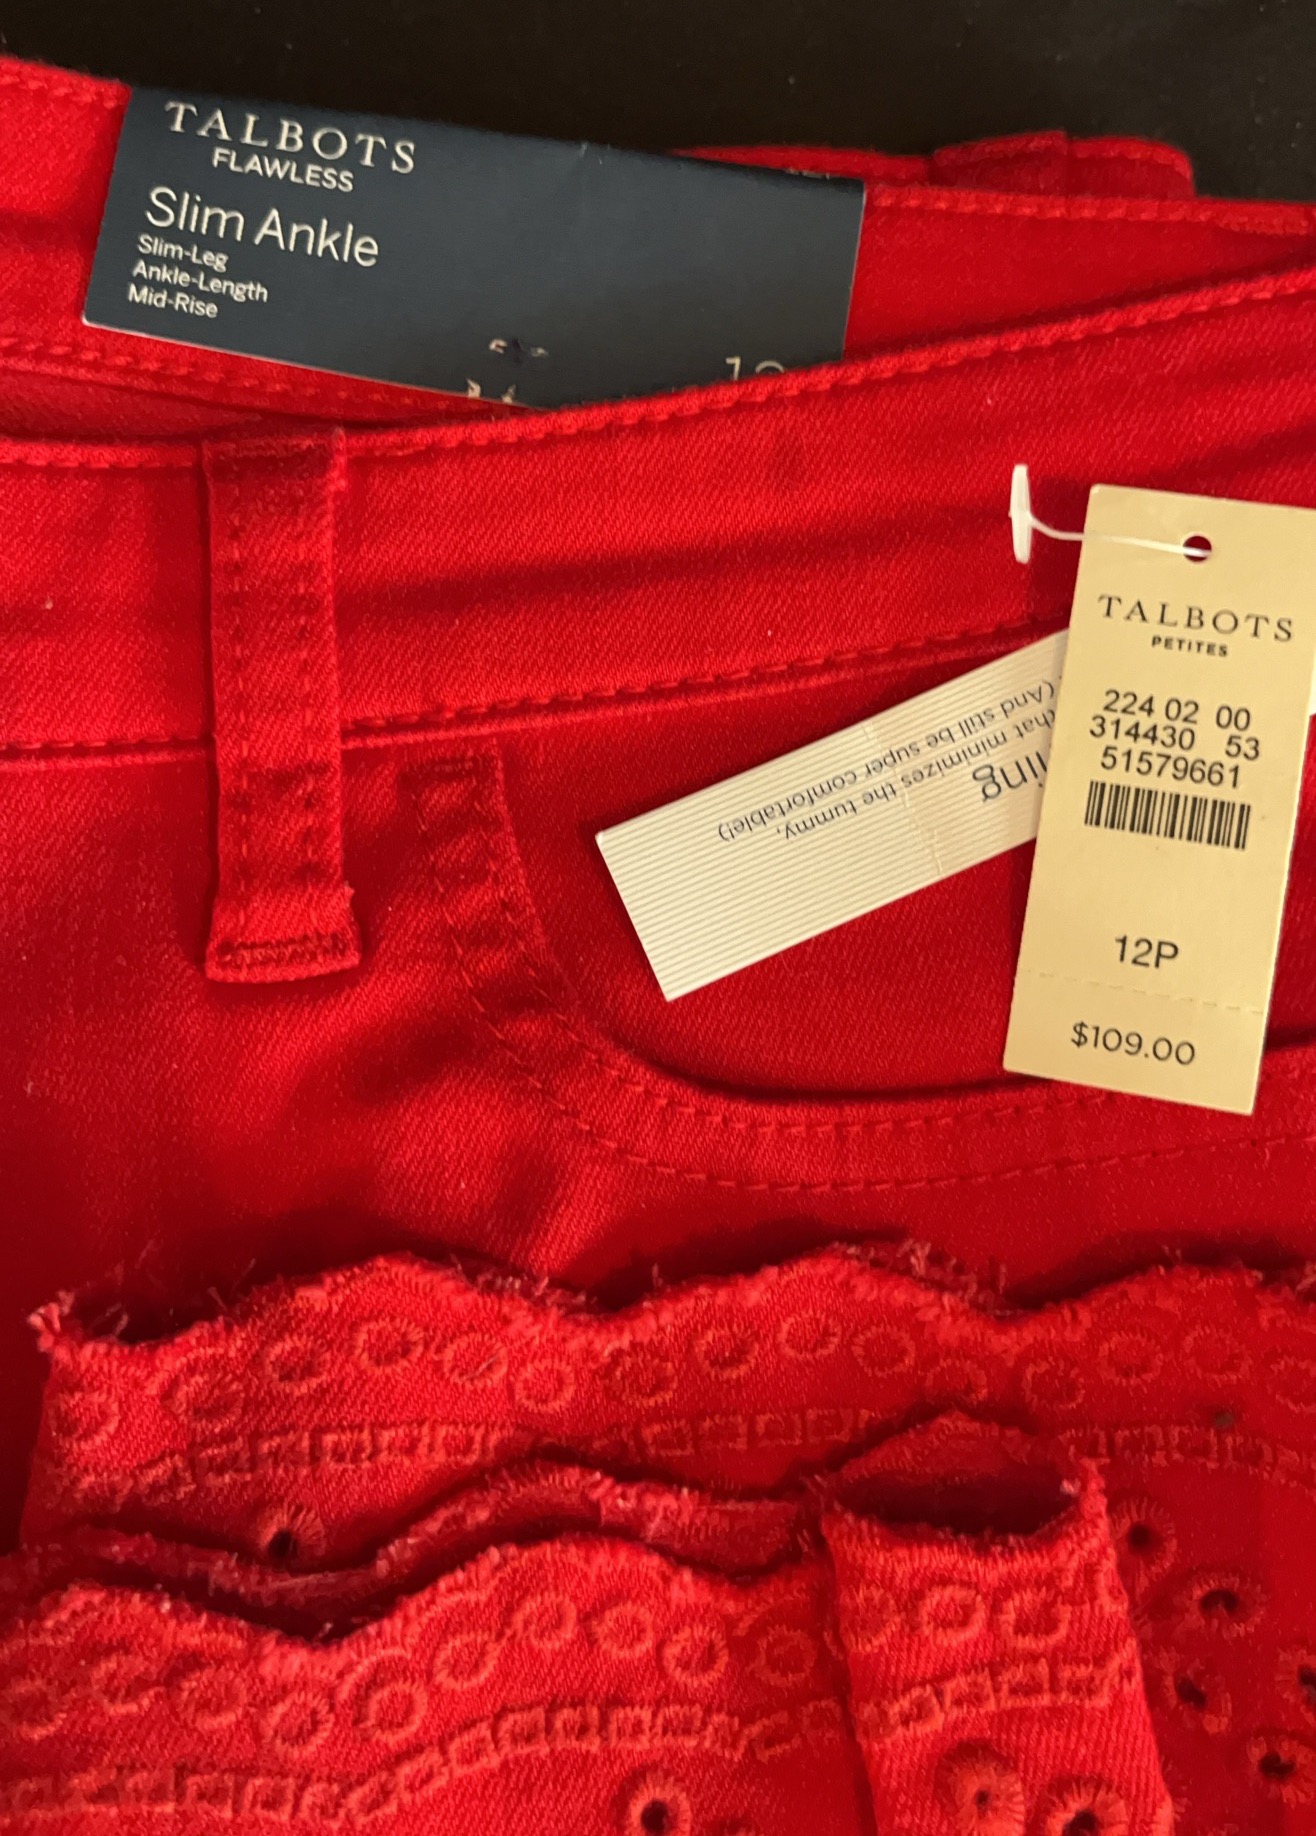 TALBOTS
FLAWLESS
Slim Ankle
Slim-Leg
Ankle-Length
Mid-Rise
TALBOTS
PETITES
224 02 00
314430 53
51579661
12P
$109.00
that minimizes the tummy,
(And still be super comfortable!)